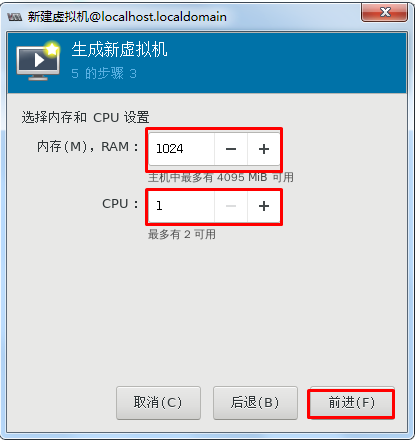 新建虚拟机@localhost.localdomain
生成新虚拟机
5 的步骤 3
选择内存和 CPU 设置
内存(M)，RAM： 1024 − +
主机中最多有 4095 MiB 可用
CPU： 1 − +
最多有 2 可用
取消(C) 后退(B) 前进(F)